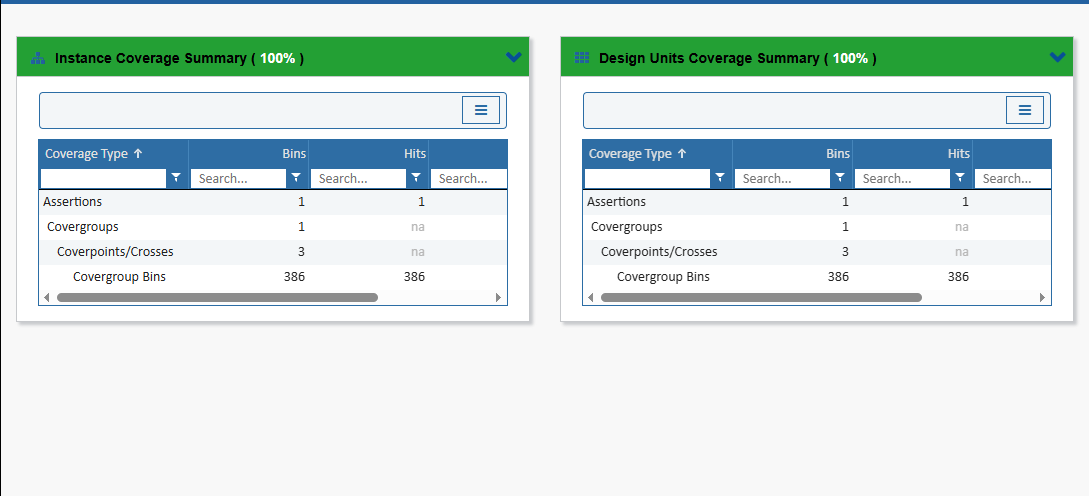 Instance Coverage Summary ( 100% )
Coverage Type Bins Hits
Search... Search... Search...
Assertions 1 1
Covergroups 1 na
Coverpoints/Crosses 3 na
Covergroup Bins 386 386
Design Units Coverage Summary ( 100% )
Coverage Type Bins Hits
Search... Search... Search...
Assertions 1 1
Covergroups 1 na
Coverpoints/Crosses 3 na
Covergroup Bins 386 386